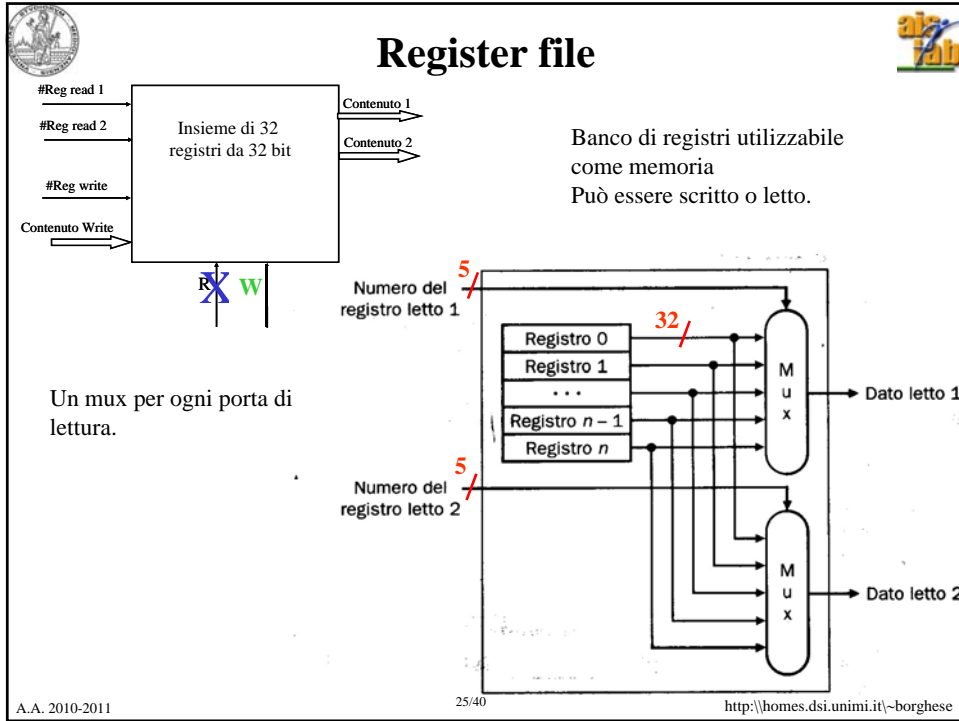 Register file
#Reg read 1
#Reg read 2
#Reg write
Contenuto Write
Insieme di 32
registri da 32 bit
Contenuto 1
Contenuto 2
R
X
W
Banco di registri utilizzabile
come memoria
Può essere scritto o letto.
Un mux per ogni porta di
lettura.
Numero del
registro letto 1
5
32
Registro 0
Registro 1
...
Registro n – 1
Registro n
M
u
x
Dato letto 1
Numero del
registro letto 2
5
M
u
x
Dato letto 2
A.A. 2010-2011
25/40
http:\\homes.dsi.unimi.it\~borghese